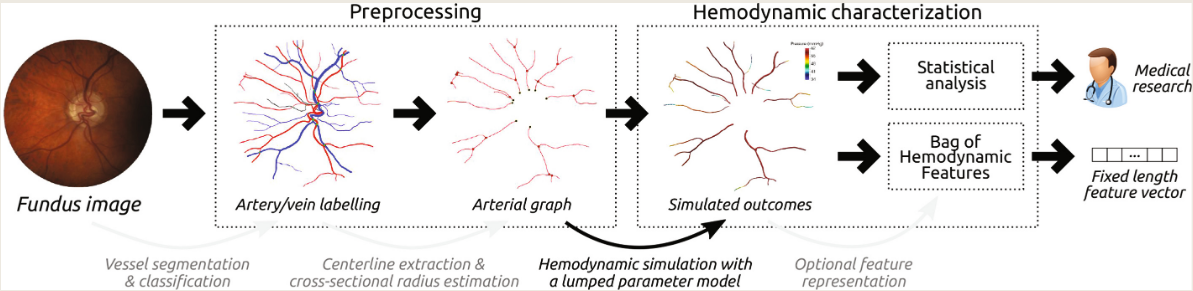 Preprocessing
Hemodynamic characterization
Statistical
analysis
Medical
research
Bag of
Hemodynamic
Features
...
Fixed length
feature vector
Fundus image
Artery/vein labelling
Arterial graph
Simulated outcomes
Vessel segmentation
& classification
Centerline extraction &
cross-sectional radius estimation
Hemodynamic simulation with
a lumped parameter model
Optional feature
representation